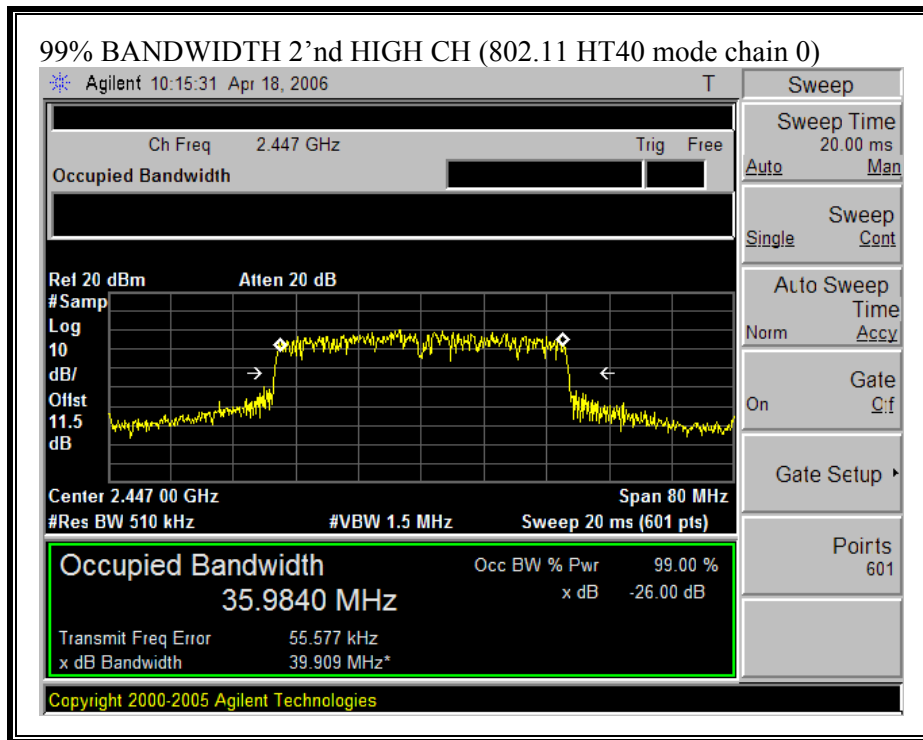 99% BANDWIDTH 2’nd HIGH CH (802.11 HT40 mode chain 0)
Agilent 10:15:31 Apr 18, 2006 T
Ch Freq 2.447 GHz Trig Free
Occupied Bandwidth
Ref 20 dBm Atten 20 dB
#Samp
Log
10
dB/
Offst
11.5
dB
Center 2.447 00 GHz Span 80 MHz
#Res BW 510 kHz #VBW 1.5 MHz Sweep 20 ms (601 pts)
Occupied Bandwidth Occ BW % Pwr 99.00 %
35.9840 MHz x dB -26.00 dB
Transmit Freq Error 55.577 kHz
x dB Bandwidth 39.909 MHz*
Copyright 2000-2005 Agilent Technologies
Sweep
Sweep Time
20.00 ms
Auto Man
Sweep
Single Cont
Auto Sweep
Time
Norm Accy
Gate
On Off
Gate Setup
Points
601